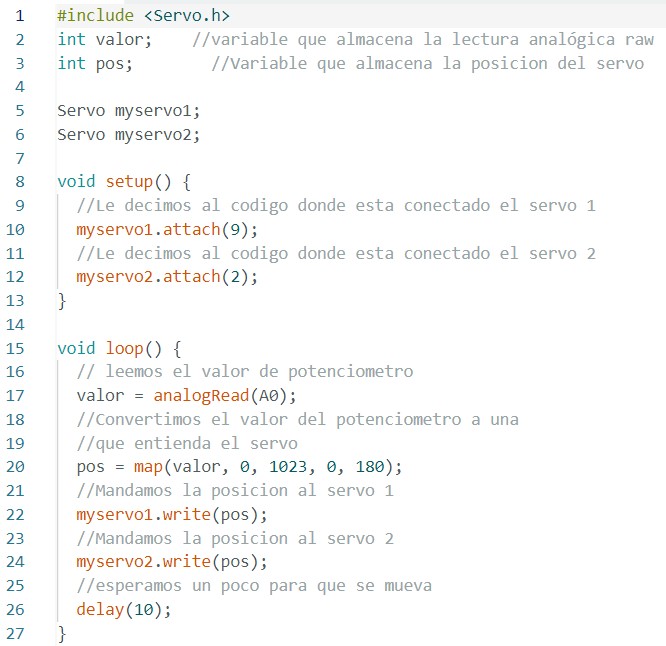 1 #include <Servo.h>
2 int valor;    //variable que almacena la lectura analógica raw
3 int pos;        //Variable que almacena la posicion del servo
4
5 Servo myservo1;
6 Servo myservo2;
7
8 void setup() {
9   //Le decimos al codigo donde esta conectado el servo 1
10   myservo1.attach(9);
11   //Le decimos al codigo donde esta conectado el servo 2
12   myservo2.attach(2);
13 }
14
15 void loop() {
16   // leemos el valor de potenciometro
17   valor = analogRead(A0);
18   //Convertimos el valor del potenciometro a una
19   //que entienda el servo
20   pos = map(valor, 0, 1023, 0, 180);
21   //Mandamos la posicion al servo 1
22   myservo1.write(pos);
23   //Mandamos la posicion al servo 2
24   myservo2.write(pos);
25   //esperamos un poco para que se mueva
26   delay(10);
27 }